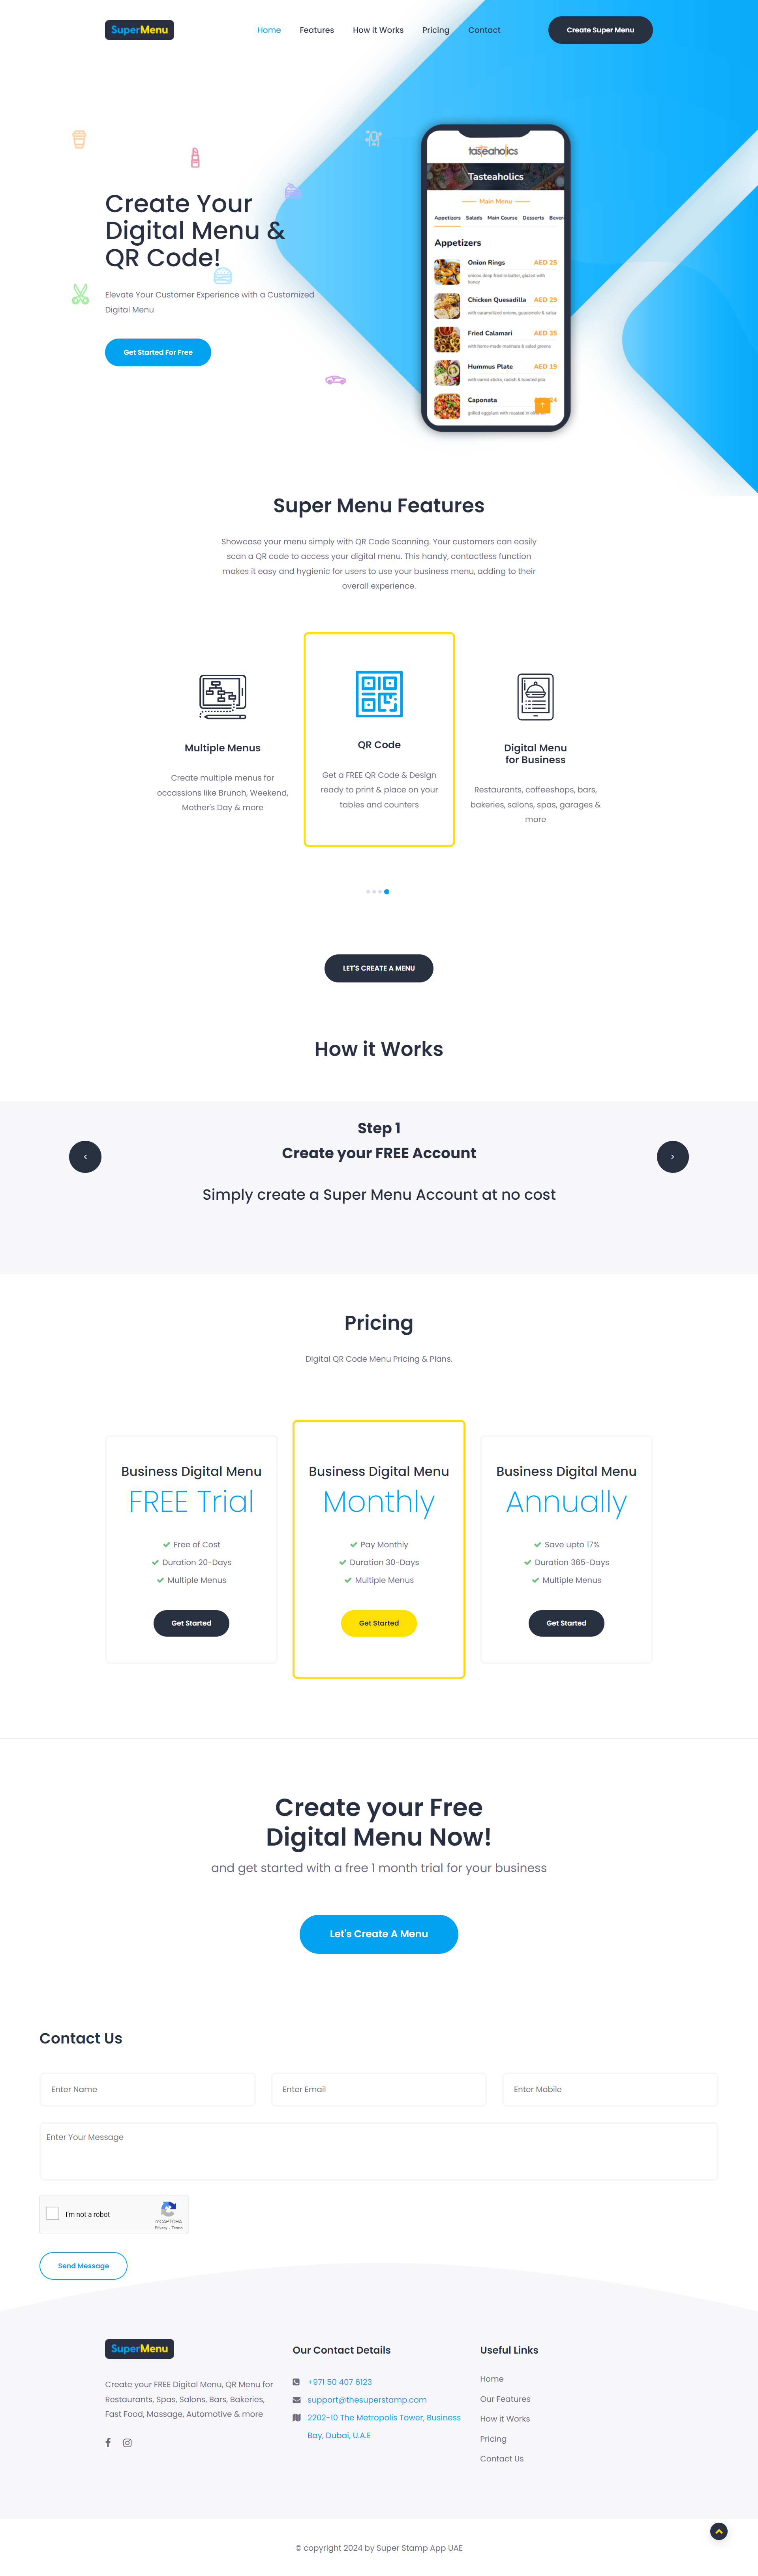 SuperMenu
Home
Features
How it Works
Pricing
Contact
Create Super Menu
Create Your
Digital Menu &
QR Code!
Elevate Your Customer Experience with a Customized
Digital Menu
Get Started For Free
taseaholics
Tasteaholics
Main Menu
Appetizers Salads Main Course Desserts Bever
Appetizers
Onion Rings AED 25
onions deep fried in batter, glazed with
honey
Chicken Quesadilla AED 29
with caramelized onions, guacamole & salsa
Fried Calamari AED 35
with home made marinara & salad greens
Hummus Plate AED 19
with carrot sticks, radish & toasted pita
Caponata 24
grilled eggplant with roasted in
Super Menu Features
Showcase your menu simply with QR Code Scanning. Your customers can easily
scan a QR code to access your digital menu. This handy, contactless function
makes it easy and hygienic for users to use your business menu, adding to their
overall experience.
Multiple Menus
Create multiple menus for
occassions like Brunch, Weekend,
Mother's Day & more
QR Code
Get a FREE QR Code & Design
ready to print & place on your
tables and counters
Digital Menu
for Business
Restaurants, coffeeshops, bars,
bakeries, salons, spas, garages &
more
LET'S CREATE A MENU
How it Works
Step 1
Create your FREE Account
Simply create a Super Menu Account at no cost
Pricing
Digital QR Code Menu Pricing & Plans.
Business Digital Menu
FREE Trial
Free of Cost
Duration 20-Days
Multiple Menus
Get Started
Business Digital Menu
Monthly
Pay Monthly
Duration 30-Days
Multiple Menus
Get Started
Business Digital Menu
Annually
Save upto 17%
Duration 365-Days
Multiple Menus
Get Started
Create your Free
Digital Menu Now!
and get started with a free 1 month trial for your business
Let's Create A Menu
Contact Us
Enter Name
Enter Email
Enter Mobile
Enter Your Message
I'm not a robot
reCAPTCHA
Privacy - Terms
Send Message
SuperMenu
Create your FREE Digital Menu, QR Menu for
Restaurants, Spas, Salons, Bars, Bakeries,
Fast Food, Massage, Automotive & more
Our Contact Details
+971 50 407 6123
support@thesuperstamp.com
2202-10 The Metropolis Tower, Business
Bay, Dubai, U.A.E
Useful Links
Home
Our Features
How it Works
Pricing
Contact Us
© copyright 2024 by Super Stamp App UAE